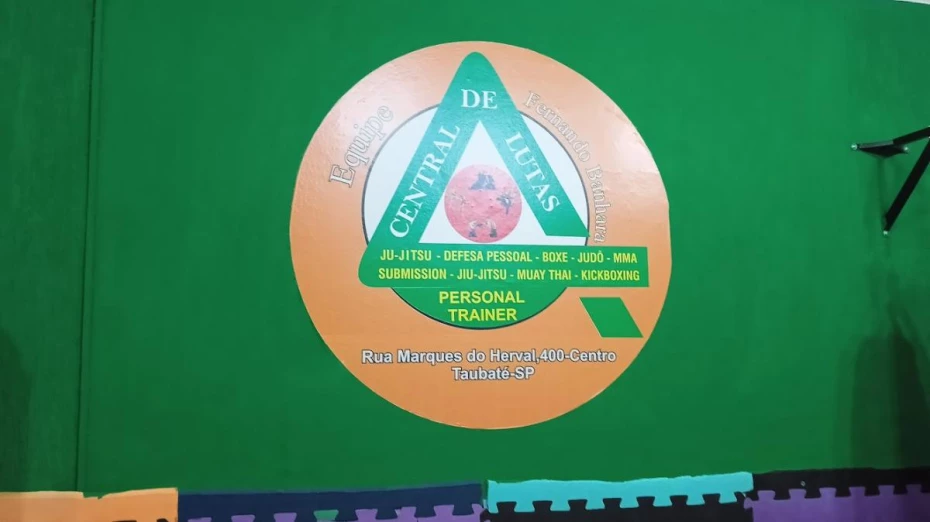 Equipe
Fernando Banhara
CENTRAL DE LUTAS
JU-JITSU - DEFESA PESSOAL - BOXE - JUDÔ - MMA
SUBMISSION - JIU-JITSU - MUAY THAI - KICKBOXING
PERSONAL
TRAINER
Rua Marques do Herval,400-Centro
Taubaté-SP